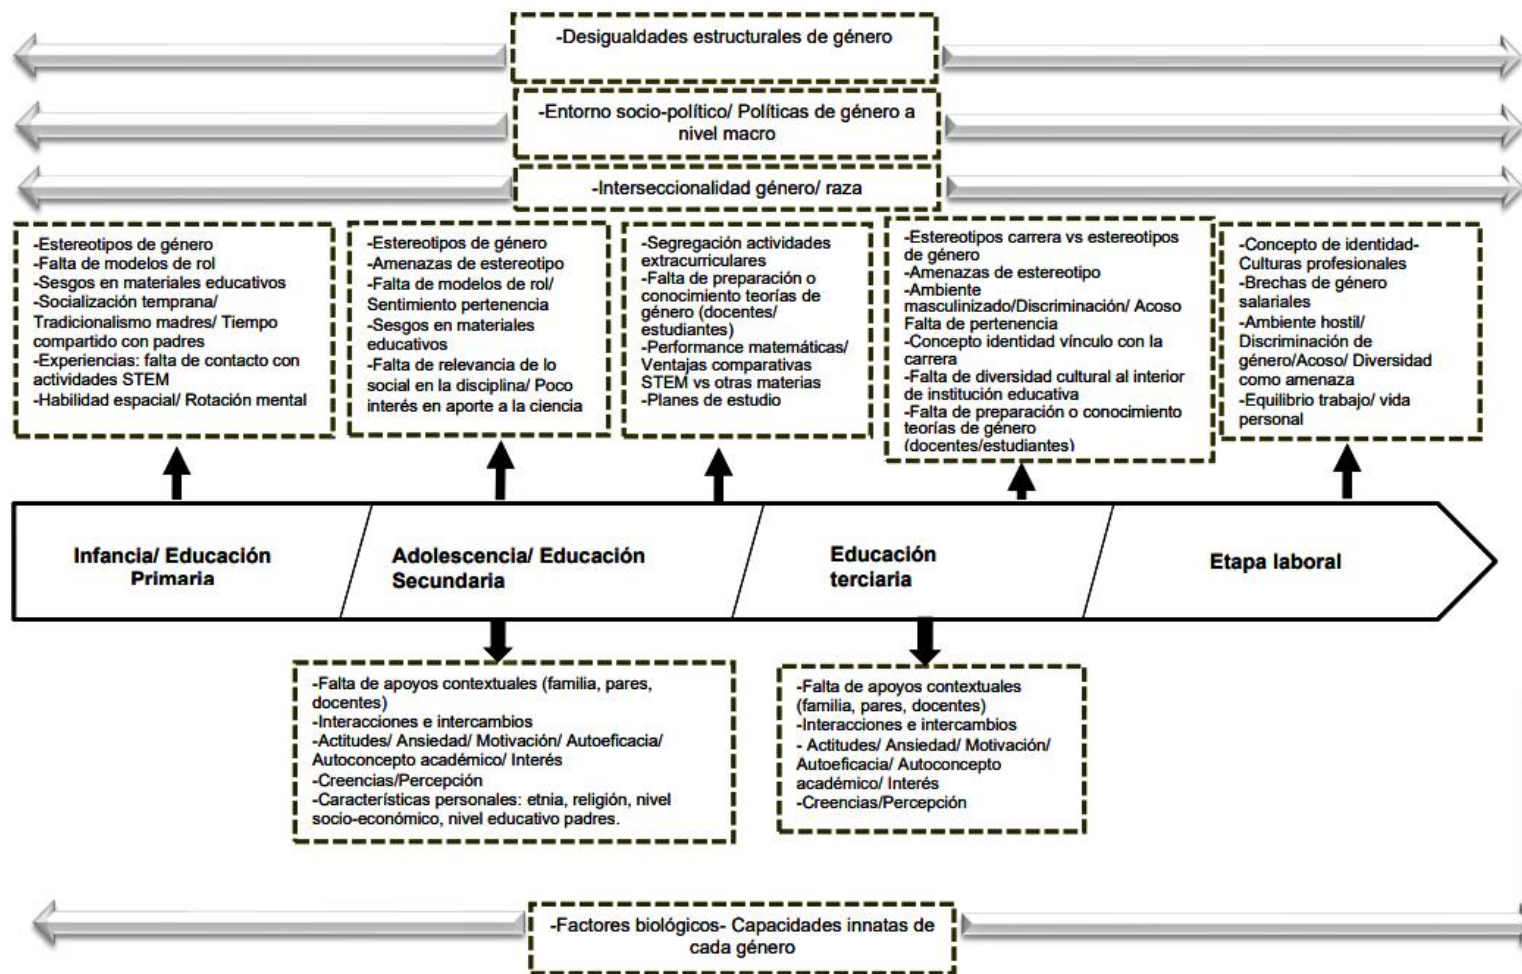 -Desigualdades estructurales de género
-Entorno socio-político/ Políticas de género a
nivel macro
-Interseccionalidad género/ raza
-Estereotipos de género
-Falta de modelos de rol
-Sesgos en materiales educativos
-Socialización temprana/
Tradicionalismo madres/ Tiempo
compartido con padres
-Experiencias: falta de contacto con
actividades STEM
-Habilidad espacial/ Rotación mental
-Estereotipos de género
-Amenazas de estereotipo
-Falta de modelos de rol/
Sentimiento pertenencia
-Sesgos en materiales
educativos
-Falta de relevancia de lo
social en la disciplina/ Poco
interés en aporte a la ciencia
-Segregación actividades
extracurriculares
-Falta de preparación o
conocimiento teorías de
género (docentes/
estudiantes)
-Performance matemáticas/
Ventajas comparativas
STEM vs otras materias
-Planes de estudio
-Estereotipos carrera vs estereotipos
de género
-Amenazas de estereotipo
-Ambiente
masculinizado/Discriminación/ Acoso
Falta de pertenencia
-Concepto identidad vínculo con la
carrera
-Falta de diversidad cultural al interior
de institución educativa
-Falta de preparación o conocimiento
teorías de género
(docentes/estudiantes)
-Concepto de identidad-
Culturas profesionales
-Brechas de género
salariales
-Ambiente hostil/
Discriminación de
género/Acoso/ Diversidad
como amenaza
-Equilibrio trabajo/ vida
personal
Infancia/ Educación
Primaria
Adolescencia/ Educación
Secundaria
Educación
terciaria
Etapa laboral
-Falta de apoyos contextuales (familia, pares,
docentes)
-Interacciones e intercambios
-Actitudes/ Ansiedad/ Motivación/ Autoeficacia/
Autoconcepto académico/ Interés
-Creencias/Percepción
-Características personales: etnia, religión, nivel
socio-económico, nivel educativo padres.
-Falta de apoyos contextuales
(familia, pares, docentes)
-Interacciones e intercambios
- Actitudes/ Ansiedad/ Motivación/
Autoeficacia/ Autoconcepto
académico/ Interés
-Creencias/Percepción
-Factores biológicos- Capacidades innatas de
cada género